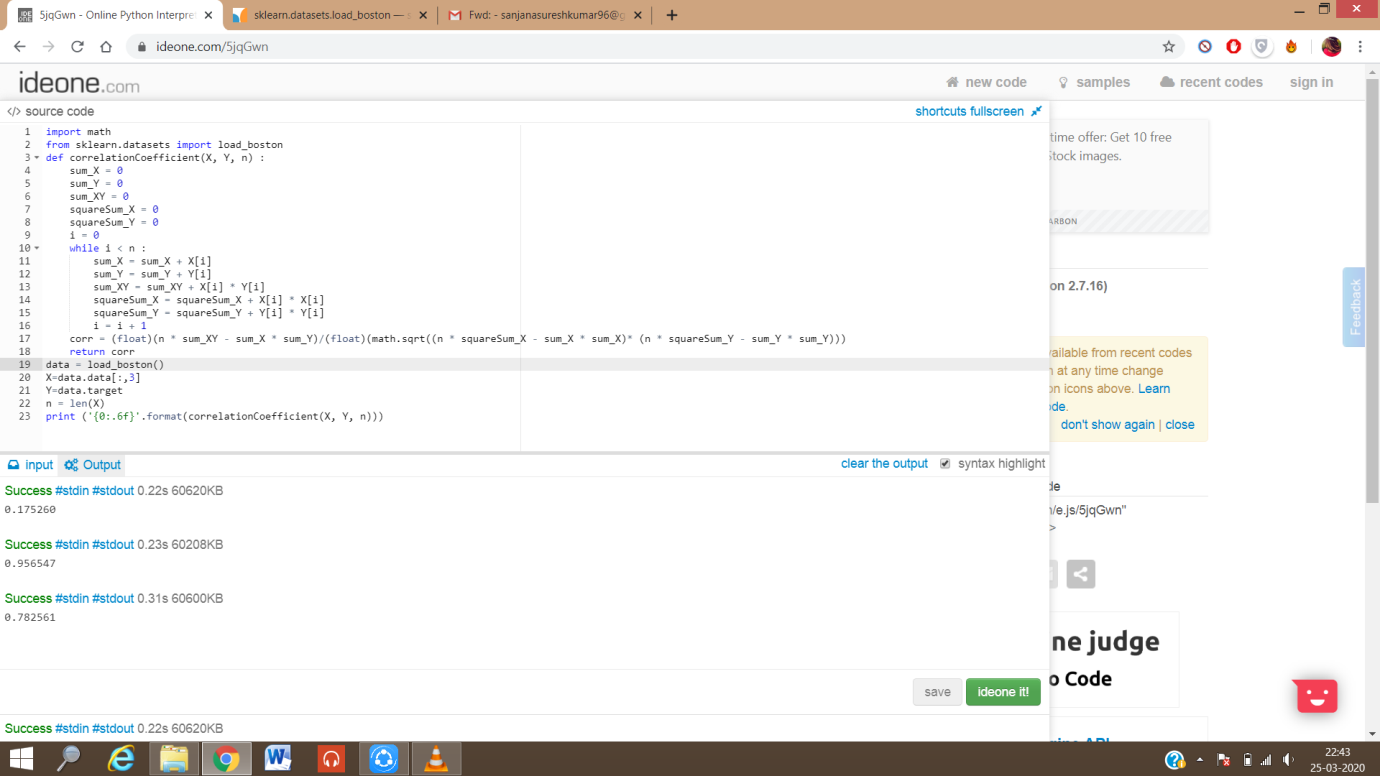 5jqGwn - Online Python Interpre
sklearn.datasets.load_boston — s
Fwd: - sanjanasureshkumar96@g
ideone.com/5jqGwn
ideone.com
new code
samples
recent codes
sign in
source code
shortcuts fullscreen
1 import math
2 from sklearn.datasets import load_boston
3 def correlationCoefficient(X, Y, n) :
4 sum_X = 0
5 sum_Y = 0
6 sum_XY = 0
7 squareSum_X = 0
8 squareSum_Y = 0
9 i = 0
10 while i < n :
11 sum_X = sum_X + X[i]
12 sum_Y = sum_Y + Y[i]
13 sum_XY = sum_XY + X[i] * Y[i]
14 squareSum_X = squareSum_X + X[i] * X[i]
15 squareSum_Y = squareSum_Y + Y[i] * Y[i]
16 i = i + 1
17 corr = (float)(n * sum_XY - sum_X * sum_Y)/(float)(math.sqrt((n * squareSum_X - sum_X * sum_X)* (n * squareSum_Y - sum_Y * sum_Y)))
18 return corr
19 data = load_boston()
20 X=data.data[:,3]
21 Y=data.target
22 n = len(X)
23 print ('{0:.6f}'.format(correlationCoefficient(X, Y, n)))
input
Output
clear the output
syntax highlight
Success #stdin #stdout 0.22s 60620KB
0.175260
Success #stdin #stdout 0.23s 60208KB
0.956547
Success #stdin #stdout 0.31s 60600KB
0.782561
save
ideone it!
Success #stdin #stdout 0.22s 60620KB
time offer: Get 10 free
Stock images.
ARBON
on 2.7.16)
Feedback
vailable from recent codes
n at any time change
on icons above. Learn
ode.
don't show again | close
de
n/e.js/5jqGwn"
>
ne judge
o Code
22:43
25-03-2020